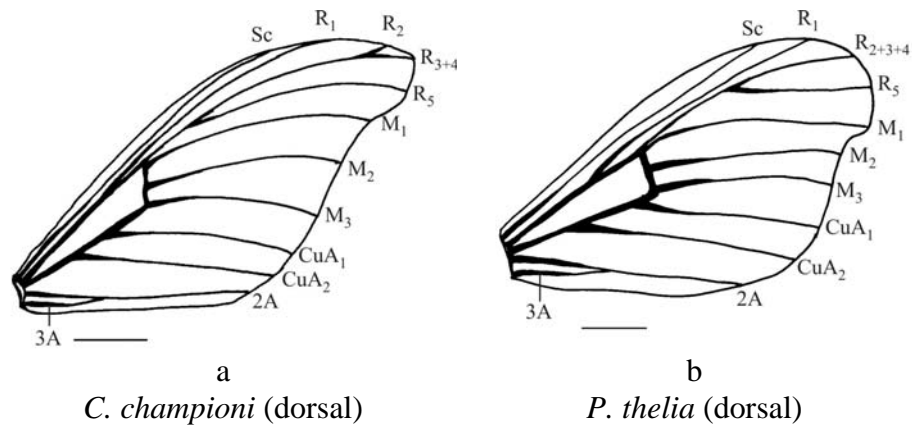 Sc R₁ R₂ R₃₊₄ R₅ M₁ M₂ M₃ CuA₁ CuA₂ 2A 3A
Sc R₁ R₂₊₃₊₄ R₅ M₁ M₂ M₃ CuA₁ CuA₂ 2A 3A
a
C. championi (dorsal)
b
P. thelia (dorsal)